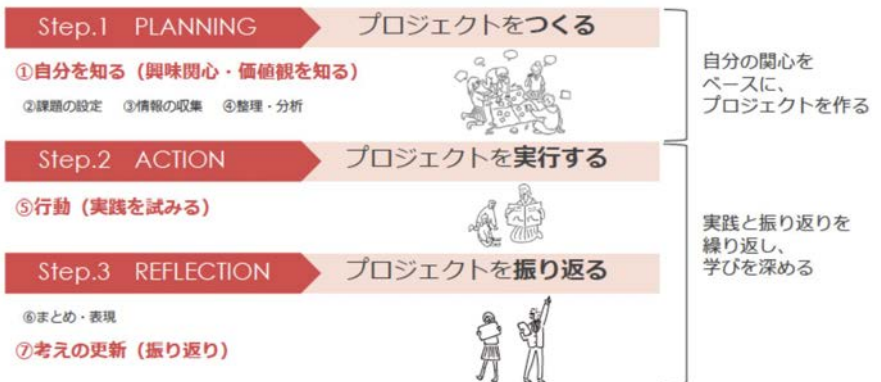 Step.1 PLANNING プロジェクトをつくる
①自分を知る（興味関心・価値観を知る）
②課題の設定 ③情報の収集 ④整理・分析
自分の関心を
ベースに、
プロジェクトを作る
Step.2 ACTION プロジェクトを実行する
⑤行動（実践を試みる）
Step.3 REFLECTION プロジェクトを振り返る
⑥まとめ・表現
⑦考えの更新（振り返り）
実践と振り返りを
繰り返し、
学びを深める